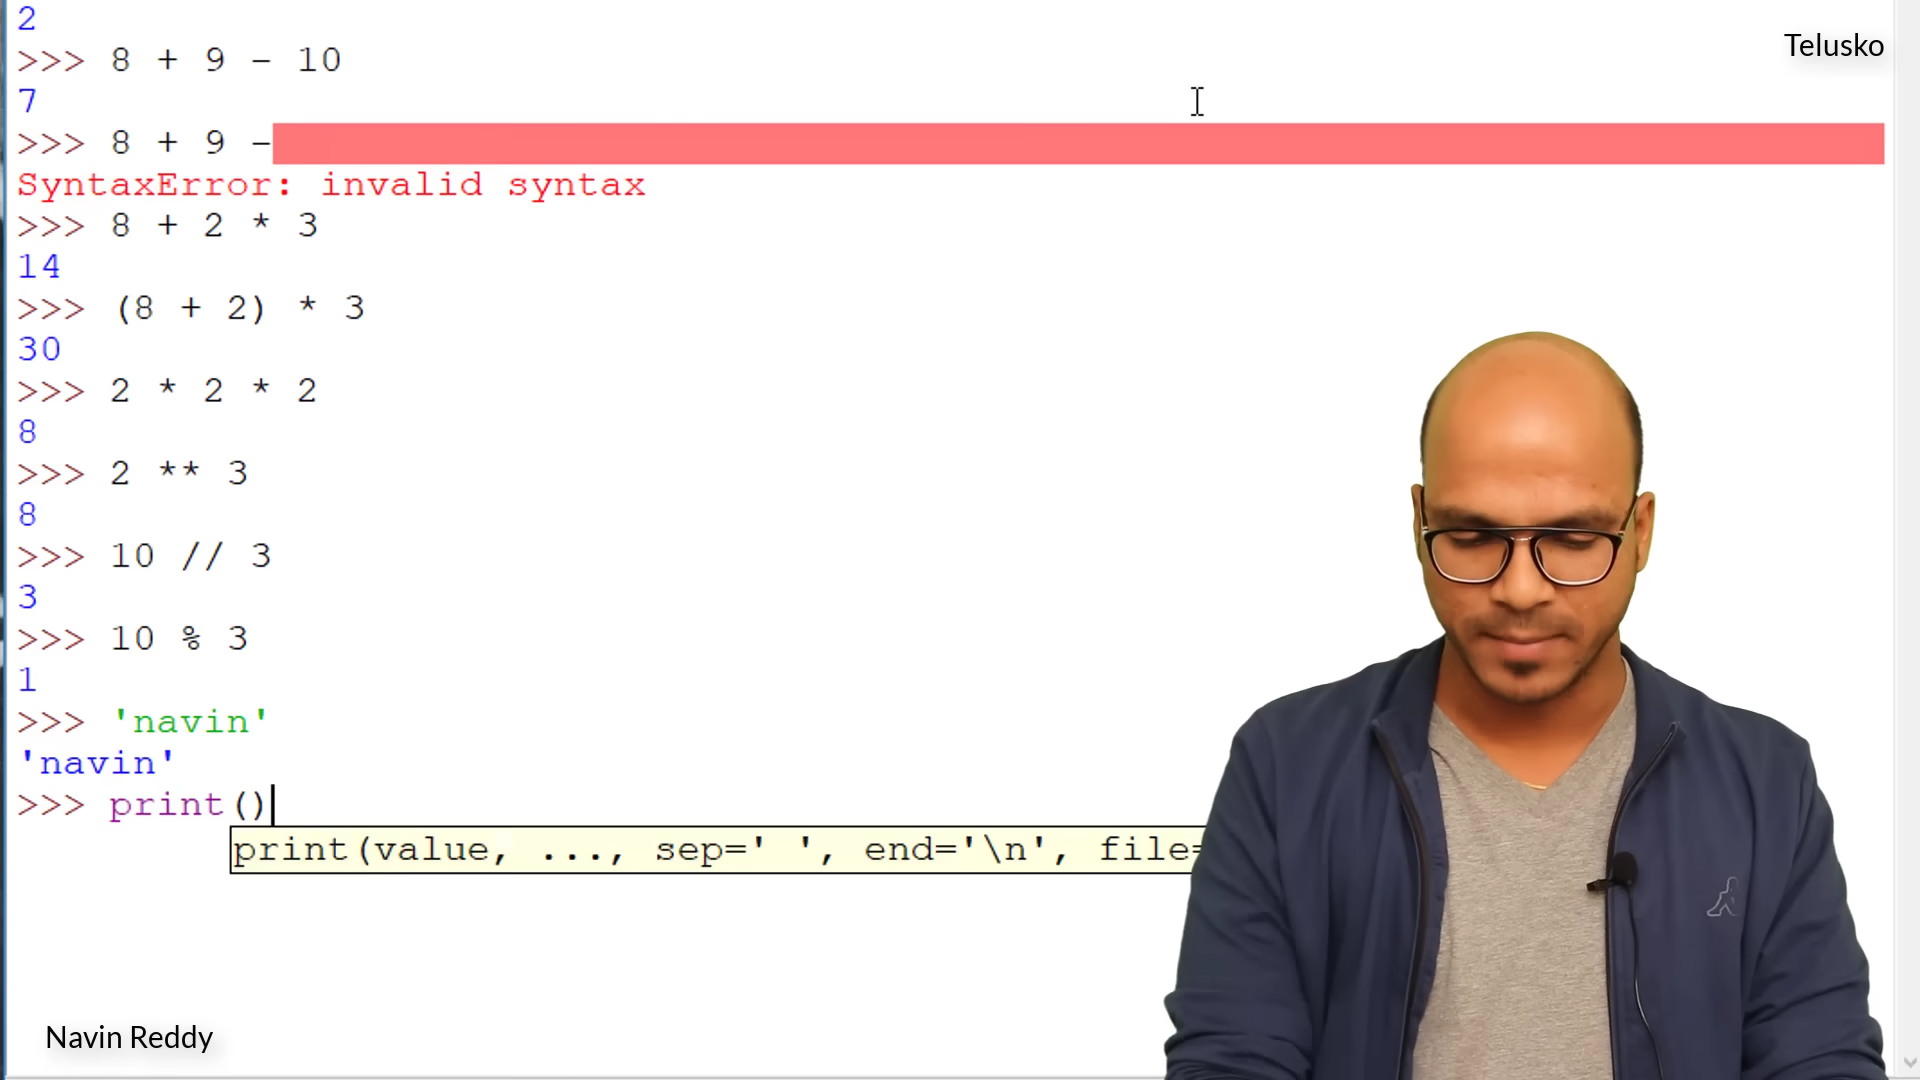 2
>>> 8 + 9 - 10
7
>>> 8 + 9 -
SyntaxError: invalid syntax
>>> 8 + 2 * 3
14
>>> (8 + 2) * 3
30
>>> 2 * 2 * 2
8
>>> 2 ** 3
8
>>> 10 // 3
3
>>> 10 % 3
1
>>> 'navin'
'navin'
>>> print()
print(value, ..., sep=' ', end='\n', file=
Telusko
Navin Reddy